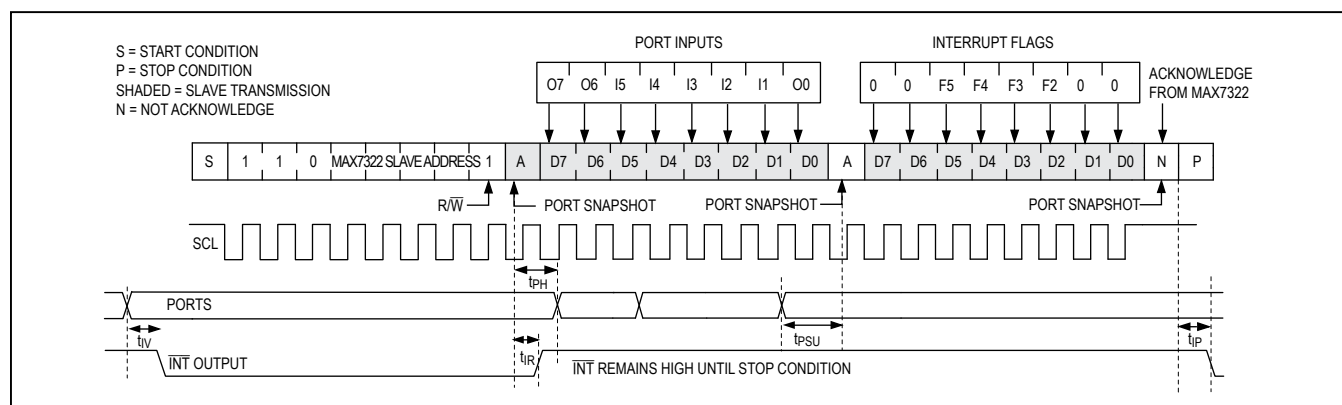 S = START CONDITION
P = STOP CONDITION
SHADED = SLAVE TRANSMISSION
N = NOT ACKNOWLEDGE
PORT INPUTS
INTERRUPT FLAGS
O7 O6 I5 I4 I3 I2 I1 O0
0 0 F5 F4 F3 F2 0 0
ACKNOWLEDGE
FROM MAX7322
S 1 1 0 MAX7322 SLAVE ADDRESS 1 A D7 D6 D5 D4 D3 D2 D1 D0 A D7 D6 D5 D4 D3 D2 D1 D0 N P
R/W̅ PORT SNAPSHOT PORT SNAPSHOT PORT SNAPSHOT
SCL
tPH
PORTS
tIV
tPSU
tIP
I̅N̅T̅ OUTPUT
tIR
I̅N̅T̅ REMAINS HIGH UNTIL STOP CONDITION